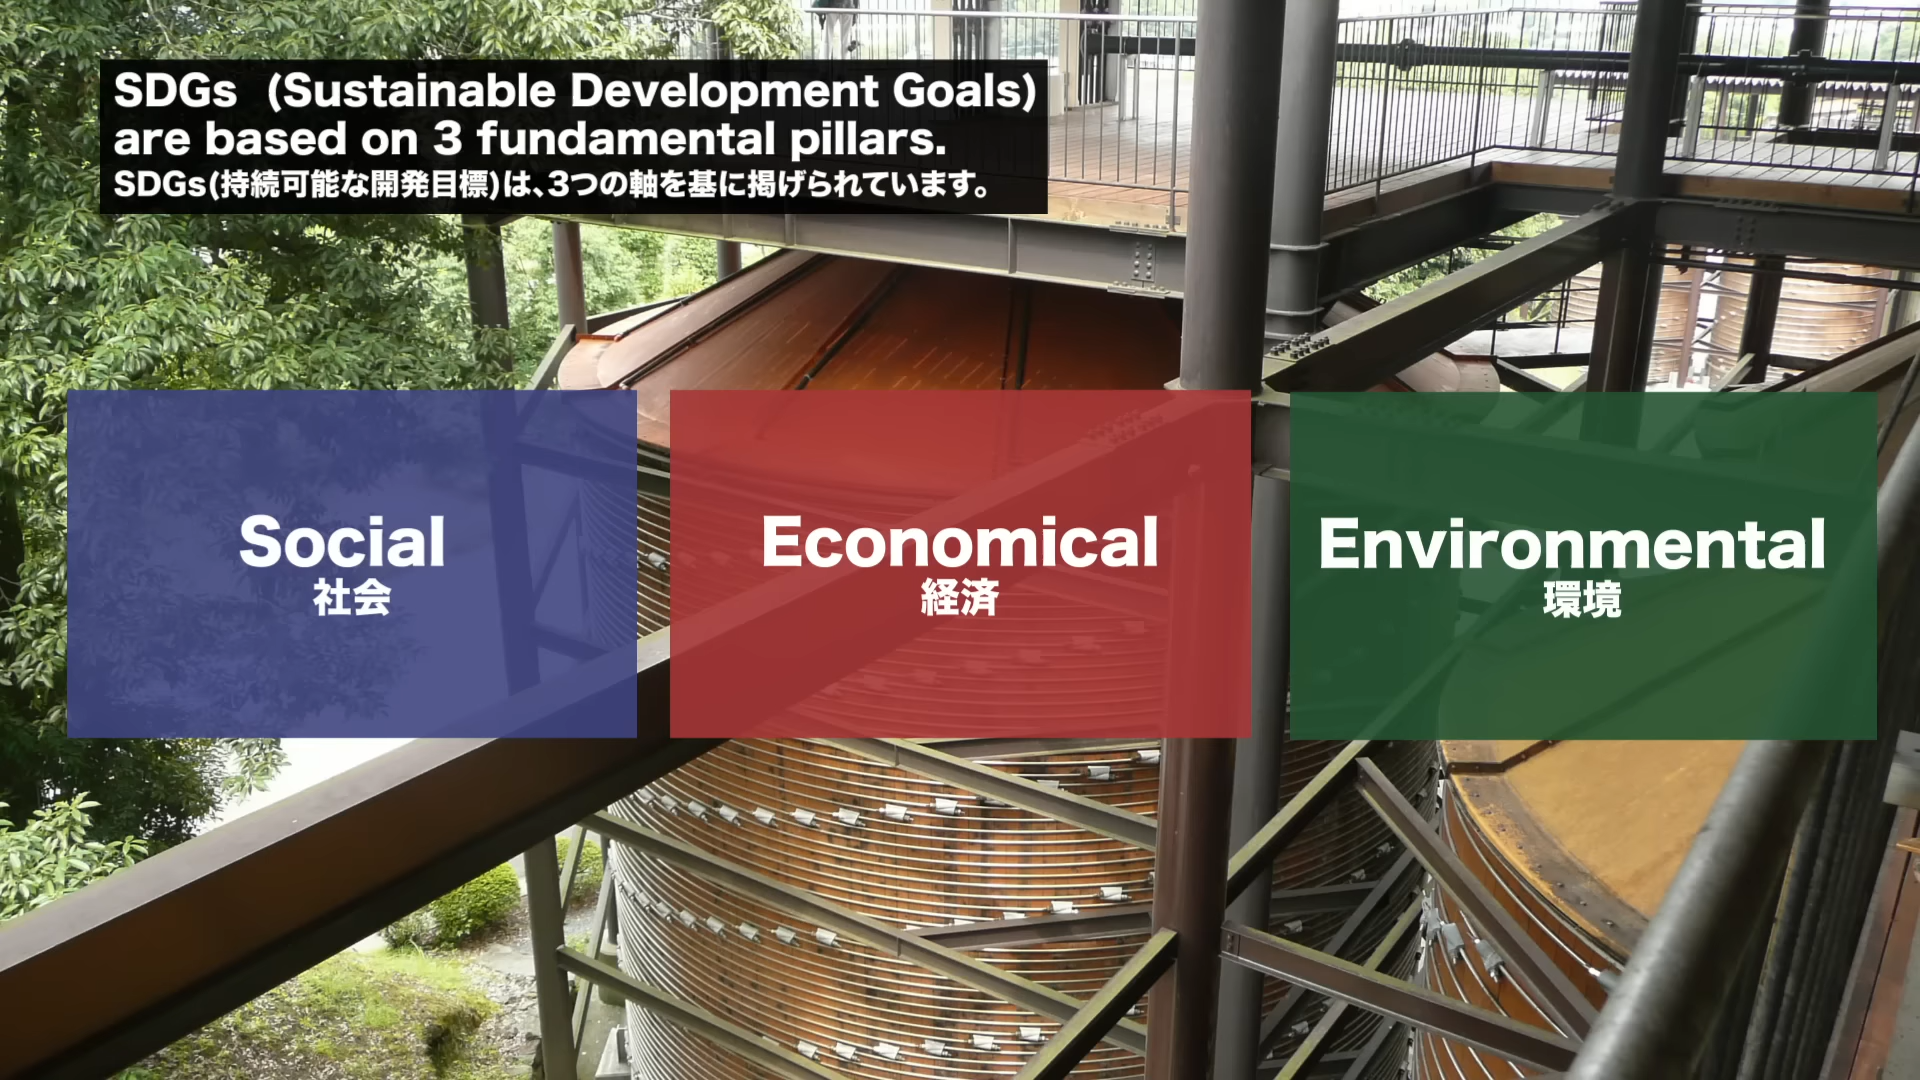 SDGs (Sustainable Development Goals)
are based on 3 fundamental pillars.
SDGs(持続可能な開発目標)は、3つの軸を基に掲げられています。
Social
社会
Economical
経済
Environmental
環境